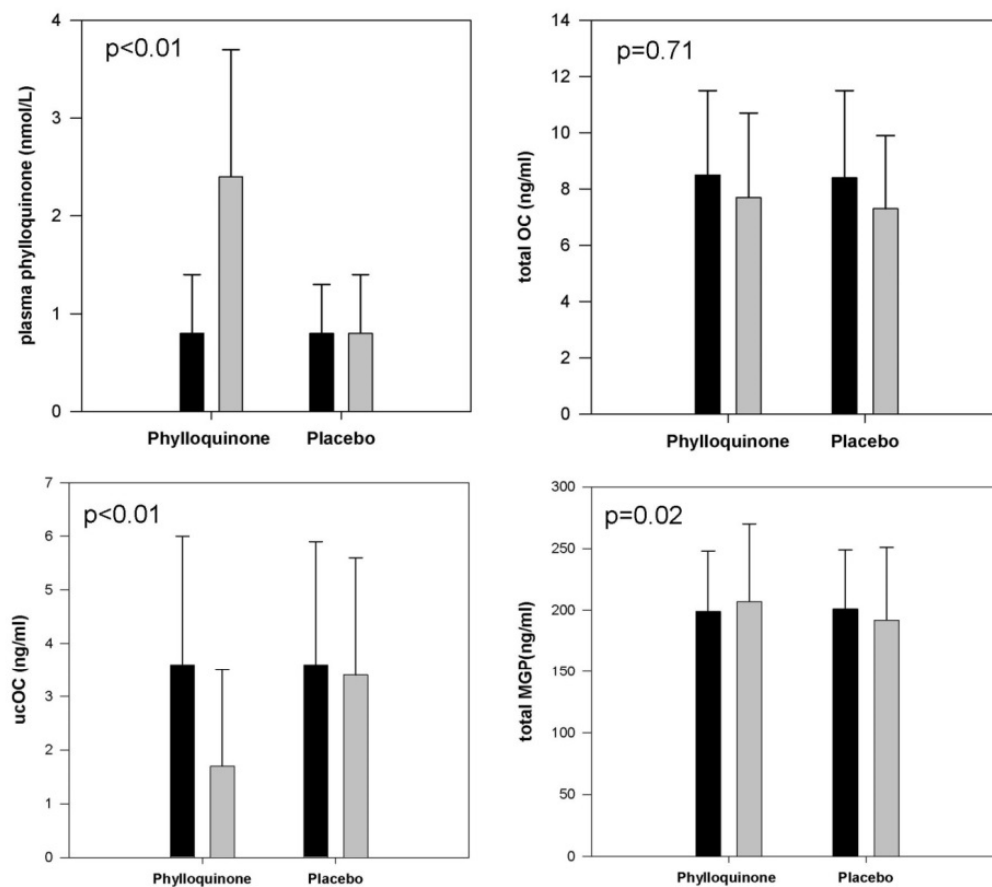 p<0.01
plasma phylloquinone (nmol/L)
4
3
2
1
0
Phylloquinone Placebo
p=0.71
total OC (ng/ml)
14
12
10
8
6
4
2
0
Phylloquinone Placebo
p<0.01
ucOC (ng/ml)
7
6
5
4
3
2
1
0
Phylloquinone Placebo
p=0.02
total MGP(ng/ml)
300
250
200
150
100
50
0
Phylloquinone Placebo